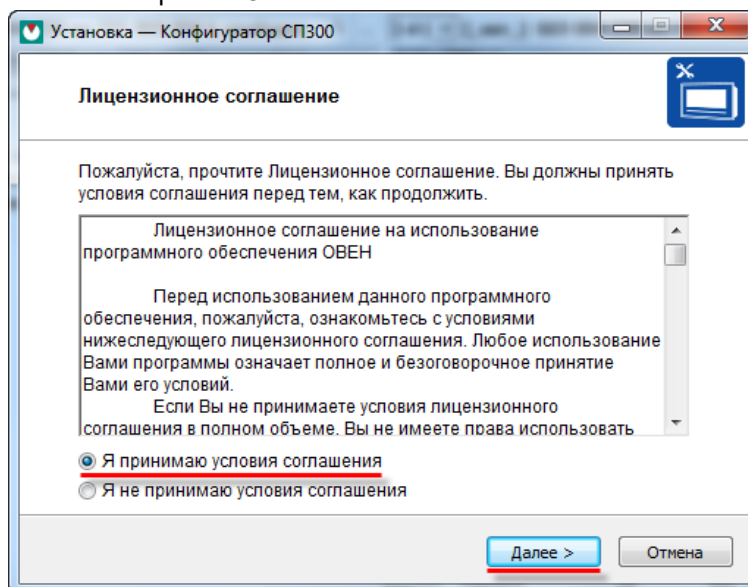 Установка — Конфигуратор СП300
Лицензионное соглашение
Пожалуйста, прочтите Лицензионное соглашение. Вы должны принять
условия соглашения перед тем, как продолжить.
Лицензионное соглашение на использование
программного обеспечения ОВЕН
Перед использованием данного программного
обеспечения, пожалуйста, ознакомьтесь с условиями
нижеследующего лицензионного соглашения. Любое использование
Вами программы означает полное и безоговорочное принятие
Вами его условий.
Если Вы не принимаете условия лицензионного
соглашения в полном объеме, Вы не имеете права использовать
Я принимаю условия соглашения
Я не принимаю условия соглашения
Далее >
Отмена